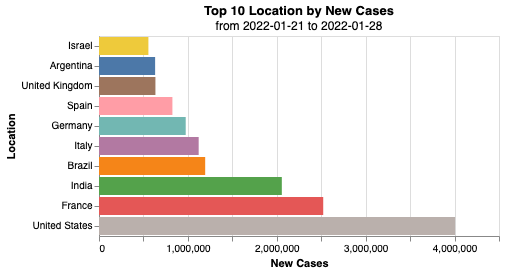 Top 10 Location by New Cases
from 2022-01-21 to 2022-01-28
Location
Israel
Argentina
United Kingdom
Spain
Germany
Italy
Brazil
India
France
United States
0 1,000,000 2,000,000 3,000,000 4,000,000
New Cases